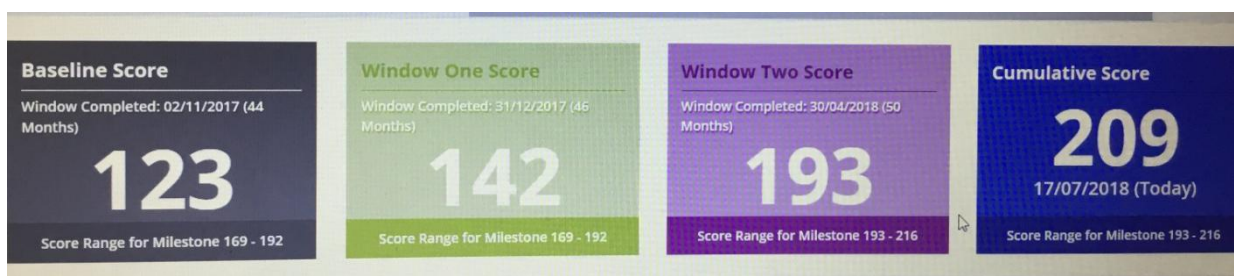 Baseline Score
Window Completed: 02/11/2017 (44
Months)
123
Score Range for Milestone 169 - 192
Window One Score
Window Completed: 31/12/2017 (46
Months)
142
Score Range for Milestone 169 - 192
Window Two Score
Window Completed: 30/04/2018 (50
Months)
193
Score Range for Milestone 193 - 216
Cumulative Score
209
17/07/2018 (Today)
Score Range for Milestone 193 - 216